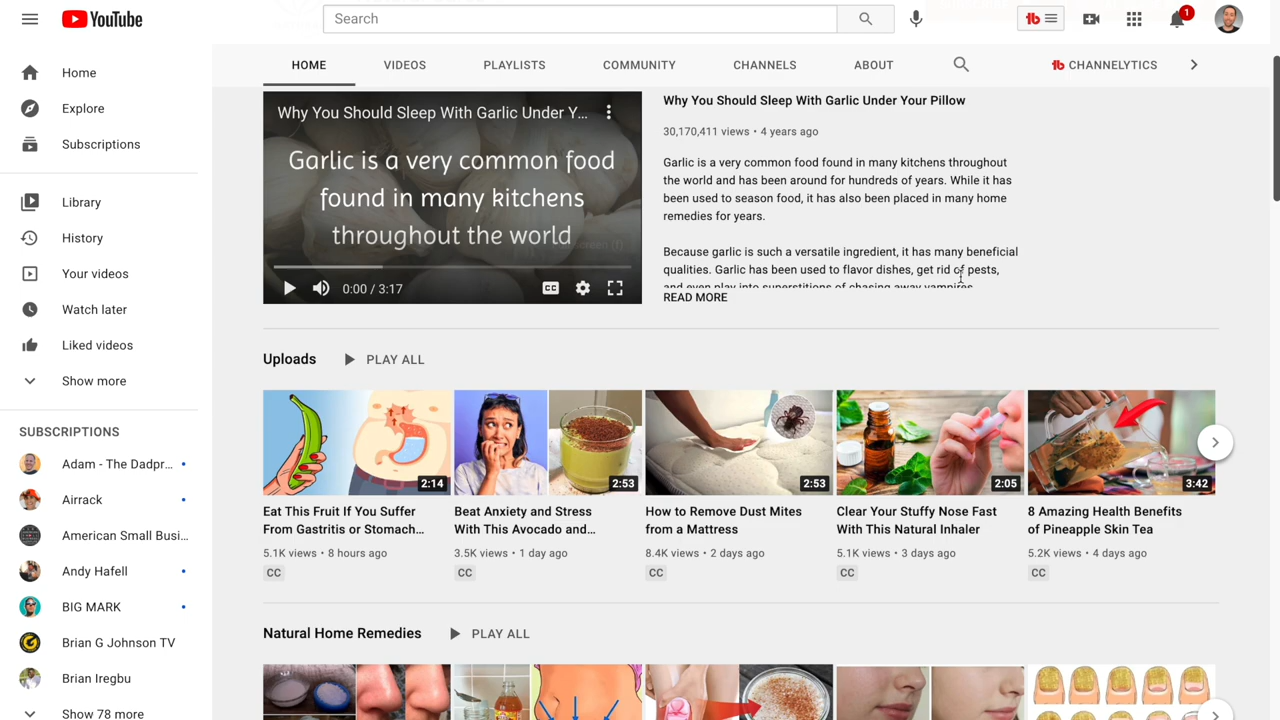 YouTube
Search
1
HOME
VIDEOS
PLAYLISTS
COMMUNITY
CHANNELS
ABOUT
CHANNELYTICS
Home
Explore
Subscriptions
Library
History
Your videos
Watch later
Liked videos
Show more
SUBSCRIPTIONS
Adam - The Dadpr...
Airrack
American Small Busi...
Andy Hafell
BIG MARK
Brian G Johnson TV
Brian Iregbu
Show 78 more
Why You Should Sleep With Garlic Under Y...
Garlic is a very common food
found in many kitchens
throughout the world
0:00 / 3:17
CC
Why You Should Sleep With Garlic Under Your Pillow
30,170,411 views • 4 years ago
Garlic is a very common food found in many kitchens throughout
the world and has been around for hundreds of years. While it has
been used to season food, it has also been placed in many home
remedies for years.
Because garlic is such a versatile ingredient, it has many beneficial
qualities. Garlic has been used to flavor dishes, get rid of pests,
and even play into superstitions of chasing away vampires.
READ MORE
Uploads
PLAY ALL
2:14
2:53
2:53
2:05
3:42
Eat This Fruit If You Suffer
From Gastritis or Stomach...
5.1K views • 8 hours ago
CC
Beat Anxiety and Stress
With This Avocado and...
3.5K views • 1 day ago
CC
How to Remove Dust Mites
from a Mattress
8.4K views • 2 days ago
CC
Clear Your Stuffy Nose Fast
With This Natural Inhaler
5.1K views • 3 days ago
CC
8 Amazing Health Benefits
of Pineapple Skin Tea
5.2K views • 4 days ago
CC
Natural Home Remedies
PLAY ALL